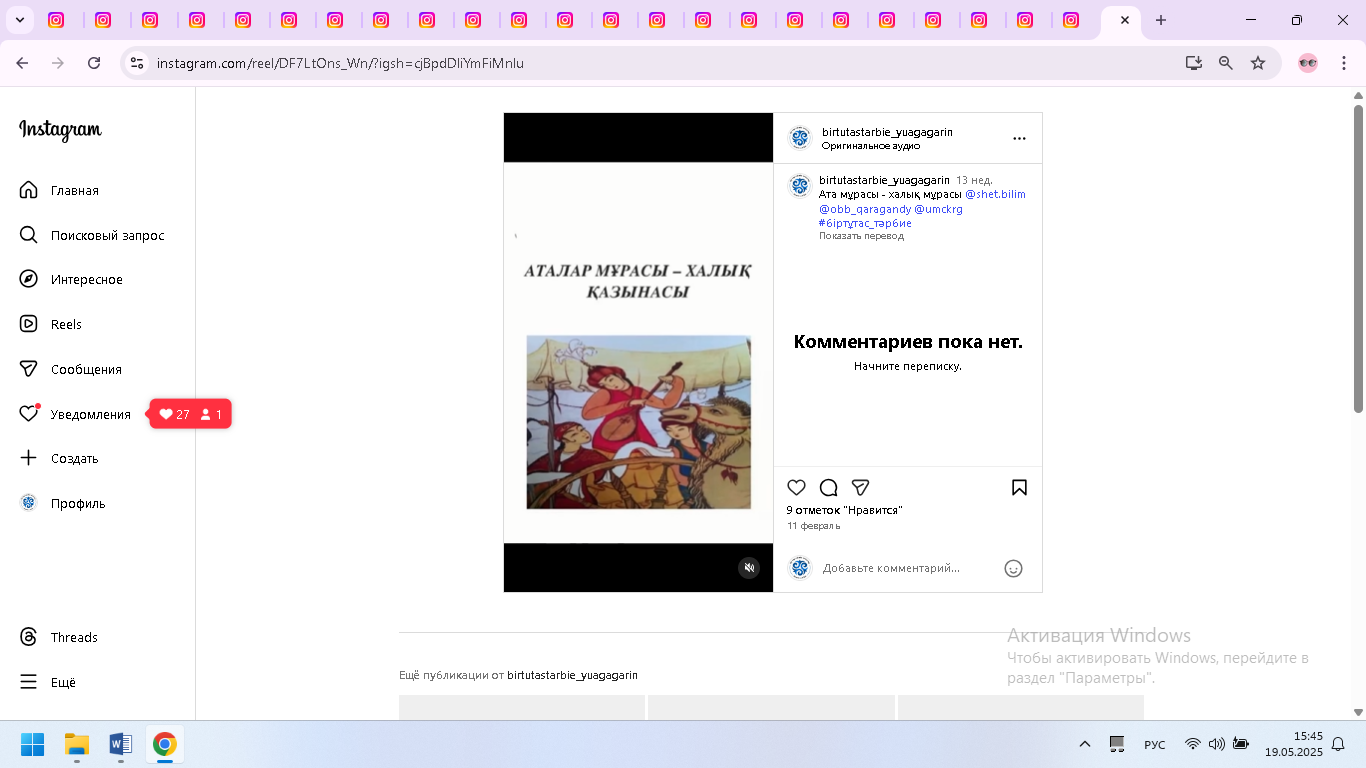 instagram.com/reel/DF7LtOns_Wn/?igsh=cjBpdDliYmFiMnlu
Instagram
Главная
Поисковый запрос
Интересное
Reels
Сообщения
Уведомления
27 1
Создать
Профиль
Threads
Ещё
АТАЛАР МҰРАСЫ – ХАЛЫҚ
ҚАЗЫНАСЫ
birtutastarbie_yuagagarin
Оригинальное аудио
birtutastarbie_yuagagarin 13 нед.
Ата мұрасы - халық мұрасы @shet.bilim
@obb_qaragandy @umckrg
#біртұтас_тәрбие
Показать перевод
Комментариев пока нет.
Начните переписку.
9 отметок "Нравится"
11 февраль
Добавьте комментарий...
Ещё публикации от birtutastarbie_yuagagarin
Активация Windows
Чтобы активировать Windows, перейдите в
раздел "Параметры".
РУС
15:45
19.05.2025